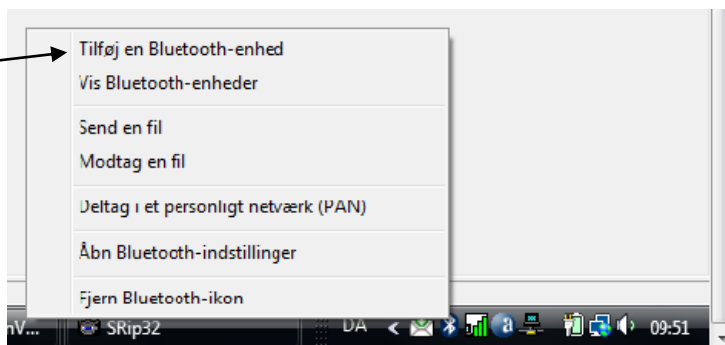 Tilføj en Bluetooth-enhed
Vis Bluetooth-enheder
Send en fil
Modtag en fil
Deltag i et personligt netværk (PAN)
Åbn Bluetooth-indstillinger
Fjern Bluetooth-ikon
nV... SRip32 DA 09:51